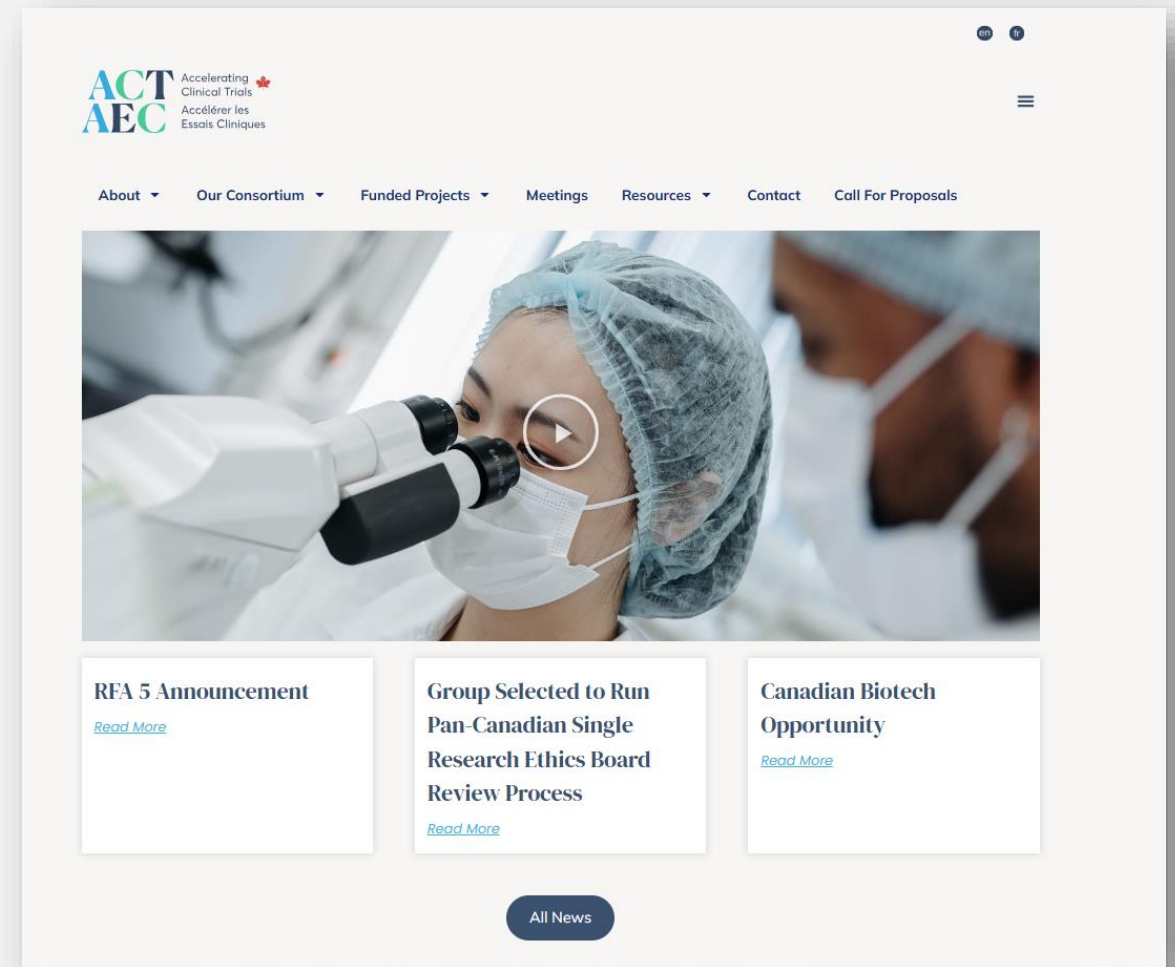 en fr
ACT Accelerating
Clinical Trials
AEC Accélérer les
Essais Cliniques
About Our Consortium Funded Projects Meetings Resources Contact Call For Proposals
RFA 5 Announcement
Read More
Group Selected to Run
Pan-Canadian Single
Research Ethics Board
Review Process
Read More
Canadian Biotech
Opportunity
Read More
All News